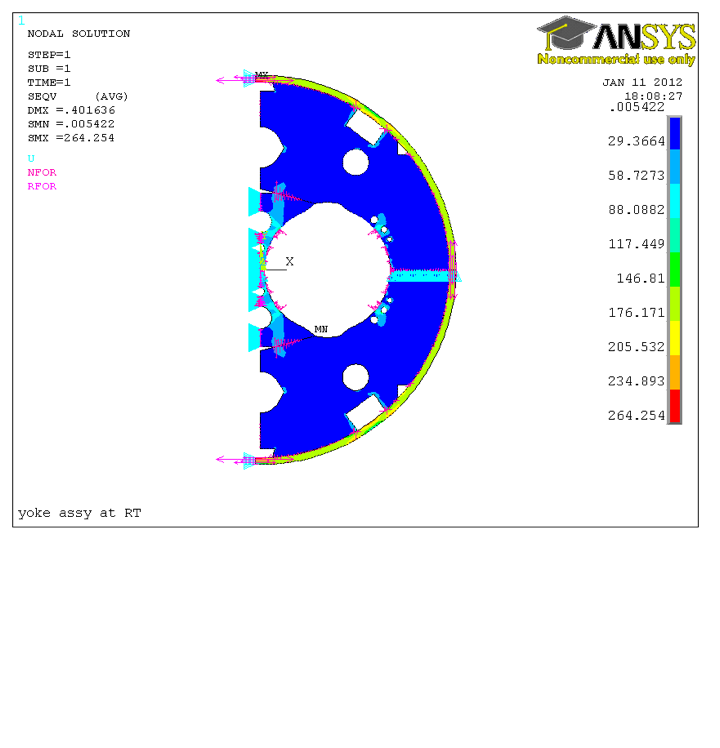 1
NODAL SOLUTION
STEP=1
SUB =1
TIME=1
SEQV (AVG)
DMX =.401636
SMN =.005422
SMX =264.254
U
NFOR
RFOR
ANSYS
Noncommercial use only
JAN 11 2012
18:08:27
.005422
29.3664
58.7273
88.0882
117.449
146.81
176.171
205.532
234.893
264.254
MX
X
MN
yoke assy at RT